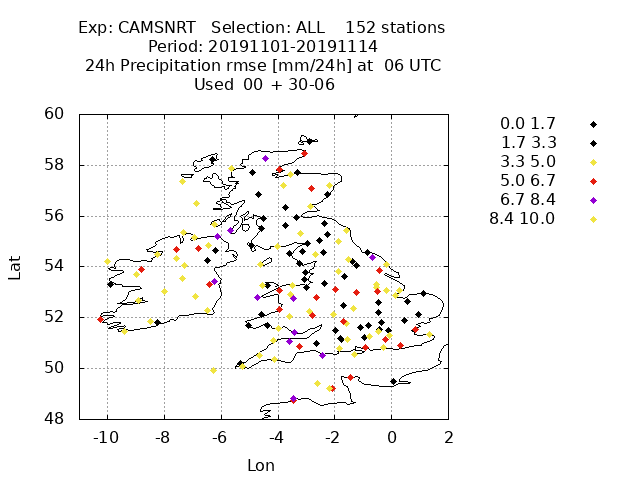 Exp: CAMSNRT Selection: ALL 152 stations
Period: 20191101-20191114
24h Precipitation rmse [mm/24h] at 06 UTC
Used 00 + 30-06
60
58
56
54
52
50
48
Lat
-10 -8 -6 -4 -2 0 2
Lon
0.0 1.7
1.7 3.3
3.3 5.0
5.0 6.7
6.7 8.4
8.4 10.0